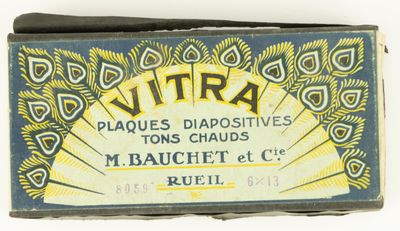 VITRA
PLAQUES DIAPOSITIVES
TONS CHAUDS
M. BAUCHET et Cie
RUEIL
8059 6×13